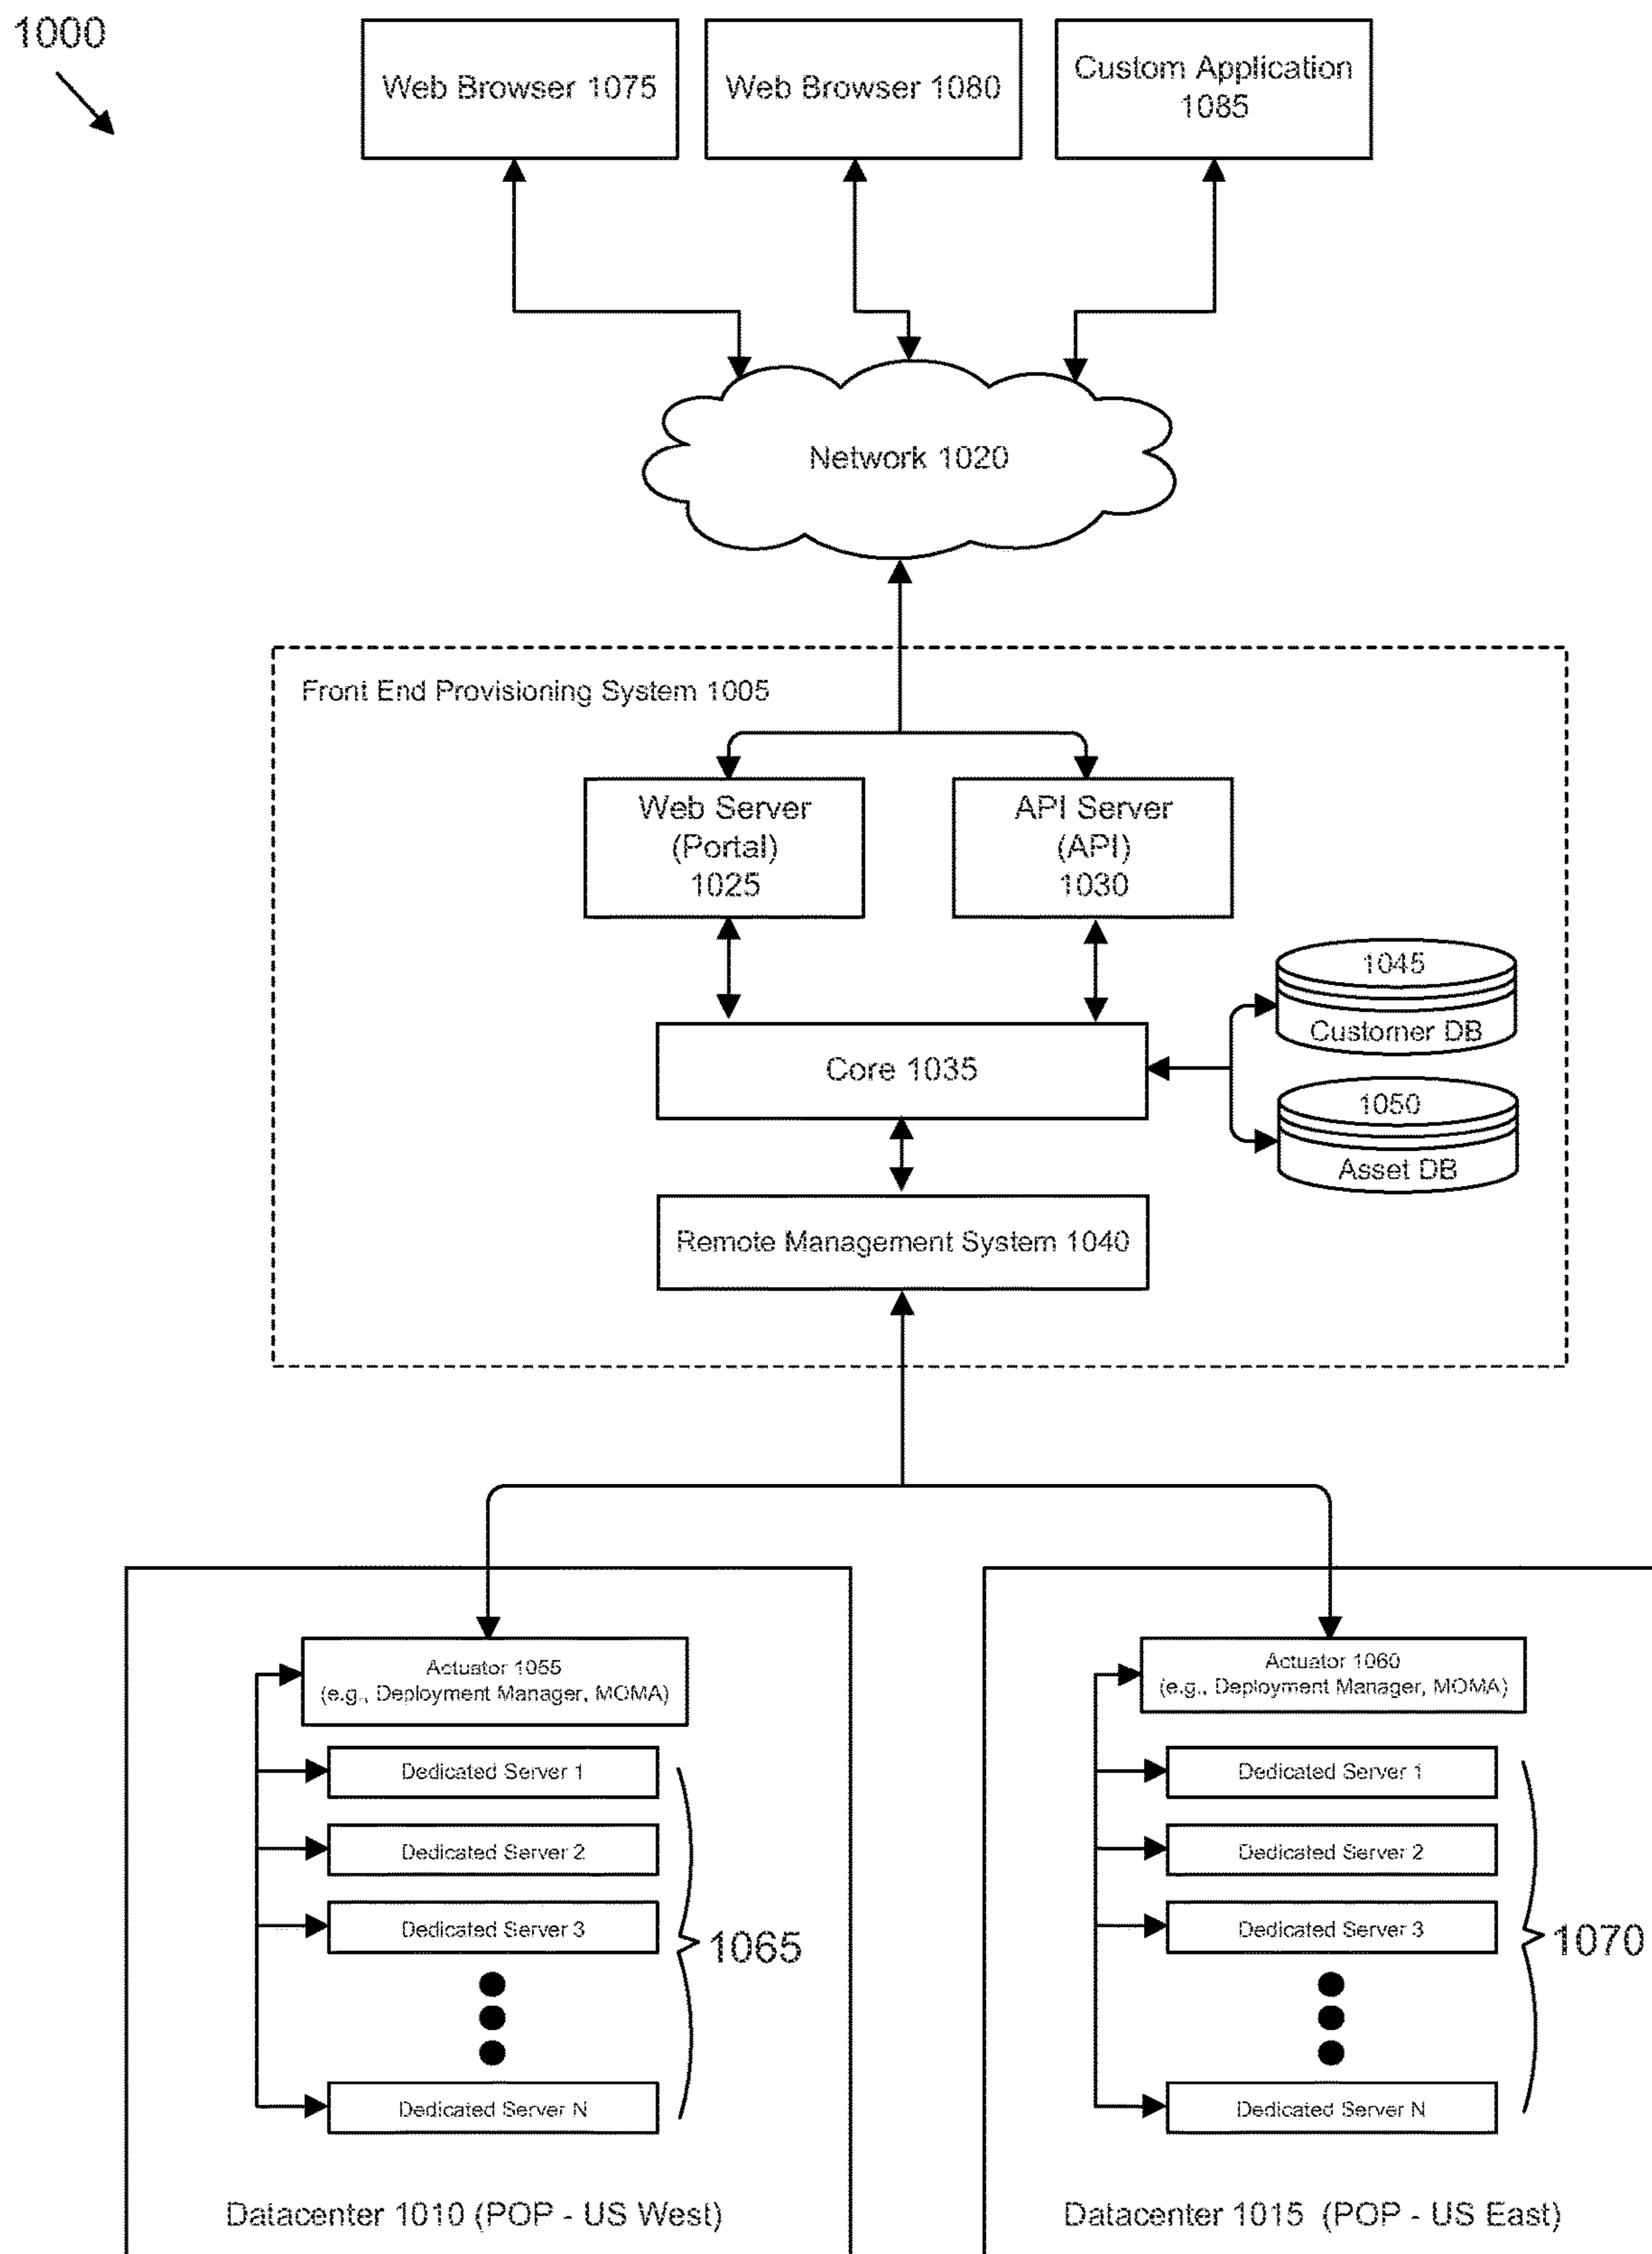 1000
Web Browser 1075
Web Browser 1080
Custom Application
1085
Network 1020
Front End Provisioning System 1005
Web Server
(Portal)
1025
API Server
(API)
1030
1045
Customer DB
Core 1035
1050
Asset DB
Remote Management System 1040
Actuator 1055
(e.g., Deployment Manager, MOMA)
Dedicated Server 1
Dedicated Server 2
Dedicated Server 3
1065
Dedicated Server N
Datacenter 1010 (POP - US West)
Actuator 1060
(e.g., Deployment Manager, MOMA)
Dedicated Server 1
Dedicated Server 2
Dedicated Server 3
1070
Dedicated Server N
Datacenter 1015 (POP - US East)